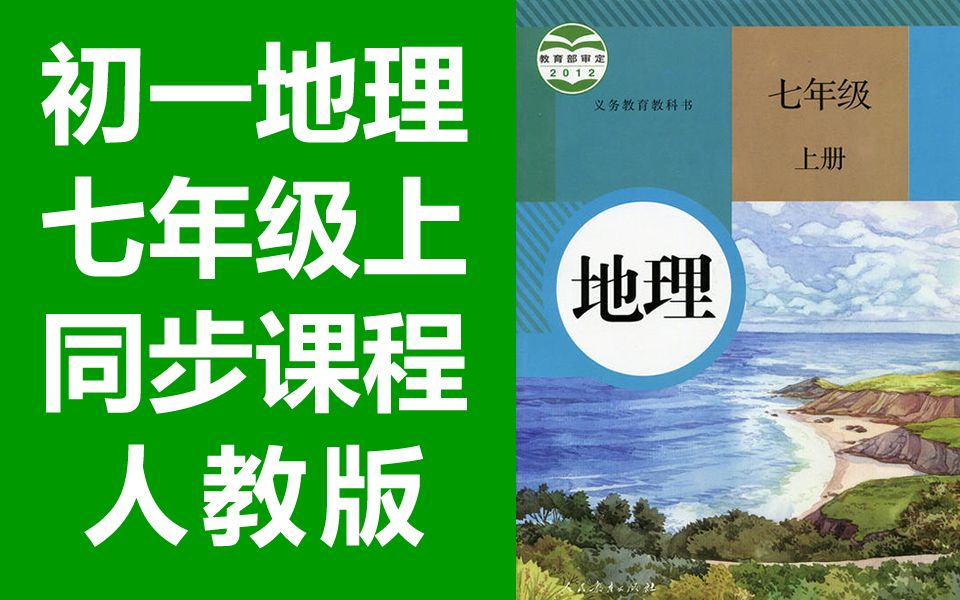 初一地理
七年级上
同步课程
人教版
教育部审定
2012
义务教育教科书
七年级
上册
地理
人民教育出版社